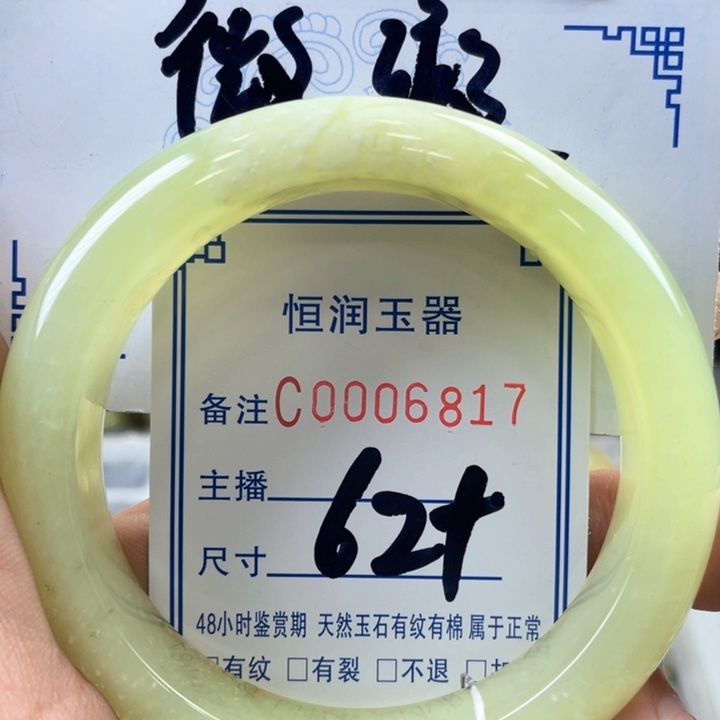 恒润玉器
备注C0006817
主播
尺寸 62+
48小时鉴赏期 天然玉石有纹有棉 属于正常
□有纹 □有裂 □不退 □